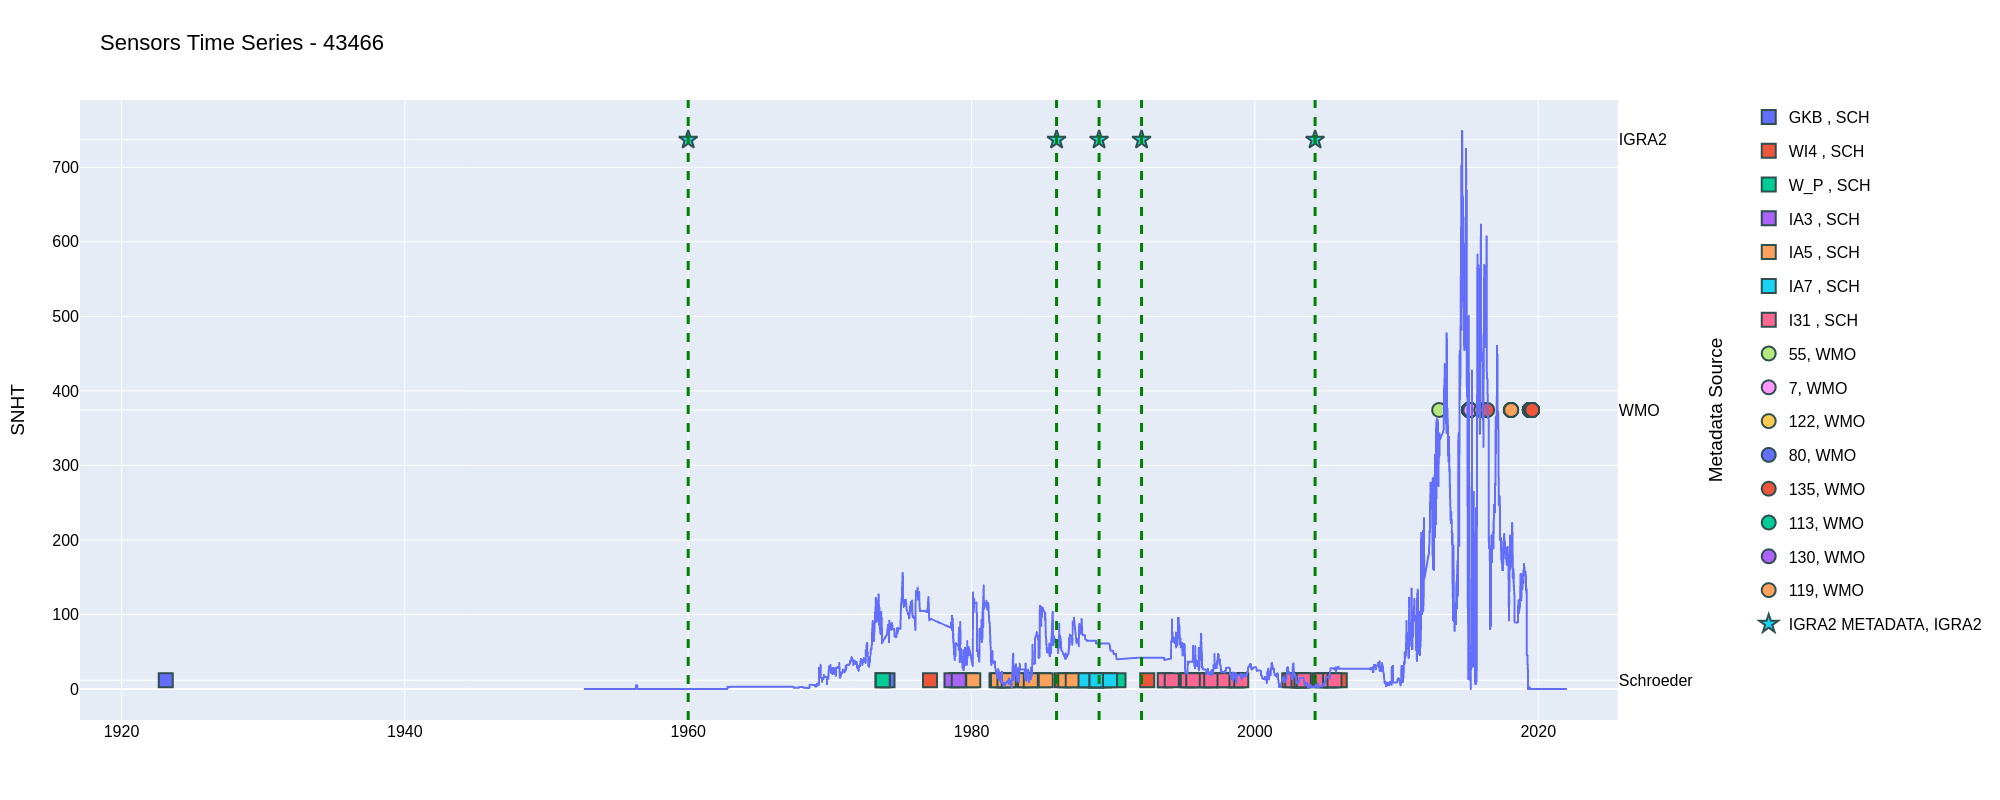 Sensors Time Series - 43466
SNHT
700
600
500
400
300
200
100
0
1920
1940
1960
1980
2000
2020
IGRA2
WMO
Schroeder
Metadata Source
GKB , SCH
WI4 , SCH
W_P , SCH
IA3 , SCH
IA5 , SCH
IA7 , SCH
I31 , SCH
55, WMO
7, WMO
122, WMO
80, WMO
135, WMO
113, WMO
130, WMO
119, WMO
IGRA2 METADATA, IGRA2